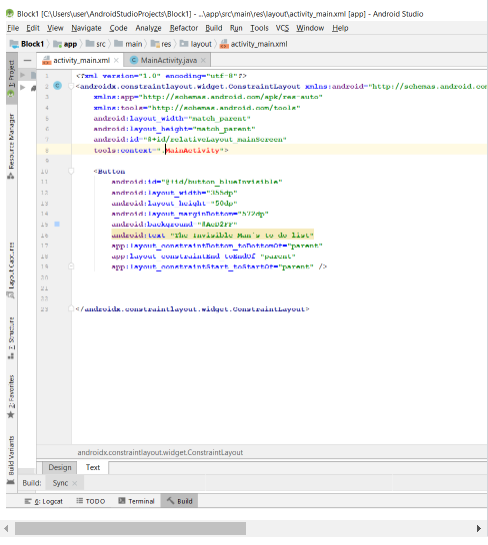 Block1 [C:\user\AndroidStudioProjects\Block1] - ...\app\src\main\res\layout\activity_main.xml [app] - Android Studio
File Edit View Navigate Code Analyze Refactor Build Run Tools VCS Window Help
Block1 app src main res layout activity_main.xml
activity_main.xml MainActivity.java
1: Project
Resource Manager
Layout Captures
7: Structure
2: Favorites
Build Variants
1 <?xml version="1.0" encoding="utf-8"?>
2 <androidx.constraintlayout.widget.ConstraintLayout xmlns:android="http://schemas.android.co
3 xmlns:app="http://schemas.android.com/apk/res-auto"
4 xmlns:tools="http://schemas.android.com/tools"
5 android:layout_width="match_parent"
6 android:layout_height="match_parent"
7 android:id="@+id/relativeLayout_mainScreen"
8 tools:context=".MainActivity">
9
10 <Button
11 android:id="@+id/button_blueInvisible"
12 android:layout_width="355dp"
13 android:layout_height="50dp"
14 android:layout_marginBottom="572dp"
15 android:background="#AED2FF"
16 android:text="The Invisible Man's to do list"
17 app:layout_constraintBottom_toBottomOf="parent"
18 app:layout_constraintEnd_toEndOf="parent"
19 app:layout_constraintStart_toStartOf="parent" />
20
21
22
23 </androidx.constraintlayout.widget.ConstraintLayout>
androidx.constraintlayout.widget.ConstraintLayout
Design Text
Build: Sync
6: Logcat TODO Terminal Build